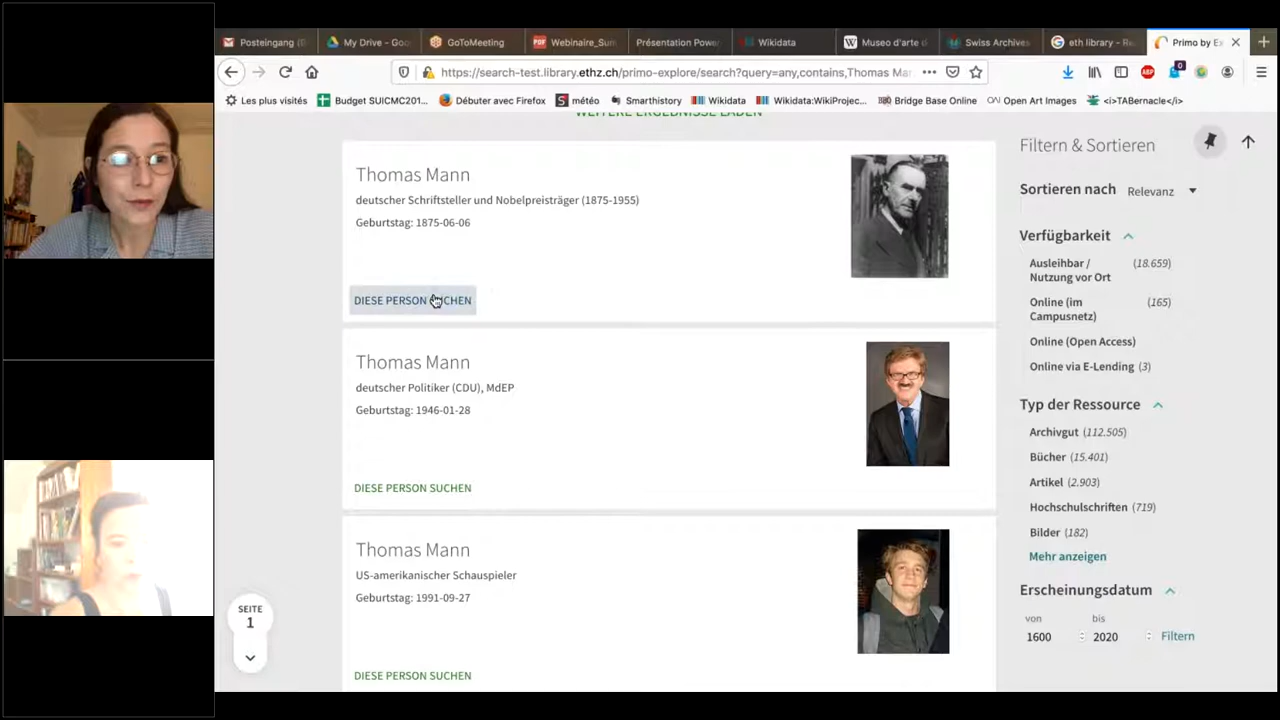 Posteingang (
My Drive - Goo
GoToMeeting
Webinaire_Sum
Présentation Powe
Wikidata
Museo d'arte d
Swiss Archives
eth library - Re
Primo by Ex
https://search-test.library.ethz.ch/primo-explore/search?query=any,contains,Thomas Mar
Les plus visités
Budget SUICMC201...
Débuter avec Firefox
météo
Smarthistory
Wikidata
Wikidata:WikiProjec...
Bridge Base Online
Open Art Images
<i>TABernacle</i>
WEITERE ERGEBNISSE LADEN
Thomas Mann
deutscher Schriftsteller und Nobelpreisträger (1875-1955)
Geburtstag: 1875-06-06
DIESE PERSON SUCHEN
Thomas Mann
deutscher Politiker (CDU), MdEP
Geburtstag: 1946-01-28
DIESE PERSON SUCHEN
Thomas Mann
US-amerikanischer Schauspieler
Geburtstag: 1991-09-27
DIESE PERSON SUCHEN
SEITE
1
Filtern & Sortieren
Sortieren nach Relevanz
Verfügbarkeit
Ausleihbar / (18.659)
Nutzung vor Ort
Online (im (165)
Campusnetz)
Online (Open Access)
Online via E-Lending (3)
Typ der Ressource
Archivgut (112.505)
Bücher (15.401)
Artikel (2.903)
Hochschulschriften (719)
Bilder (182)
Mehr anzeigen
Erscheinungsdatum
von bis
1600 2020 Filtern